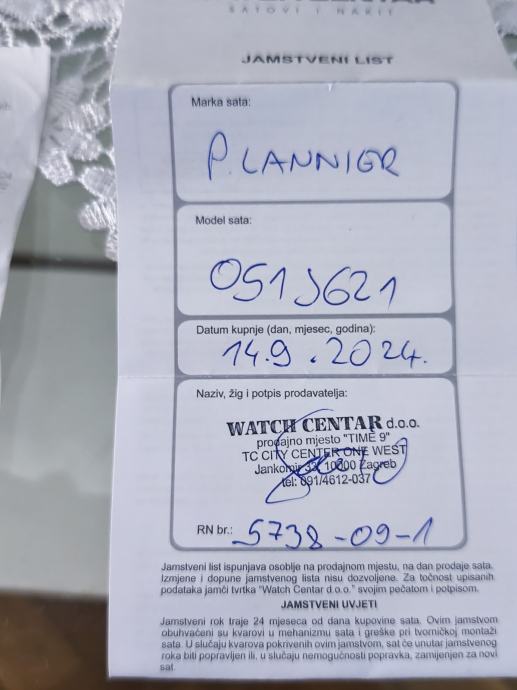 SATOVI I NAKIT
JAMSTVENI LIST
Marka sata:
P. LANNIER
Model sata:
051J621
Datum kupnje (dan, mjesec, godina):
14.9.2024.
Naziv, žig i potpis prodavatelja:
WATCH CENTAR d.o.o.
prodajno mjesto "TIME 9"
TC CITY CENTER ONE WEST
Jankomir 33, 10000 Zagreb
tel: 091/4612-037
RN br.: 5738-09-1
Jamstveni list ispunjava osoblje na prodajnom mjestu, na dan prodaje sata.
Izmjene i dopune jamstvenog lista nisu dozvoljene. Za točnost upisanih
podataka jamči tvrtka "Watch Centar d.o.o." svojim pečatom i potpisom.
JAMSTVENI UVJETI
Jamstveni rok traje 24 mjeseca od dana kupovine sata. Ovim jamstvom
obuhvaćeni su kvarovi u mehanizmu sata i greške pri tvorničkoj montaži
sata. U slučaju kvarova pokrivenih ovim jamstvom, sat će unutar jamstvenog
roka biti popravljen ili, u slučaju nemogućnosti popravka, zamijenjen za novi
sat.